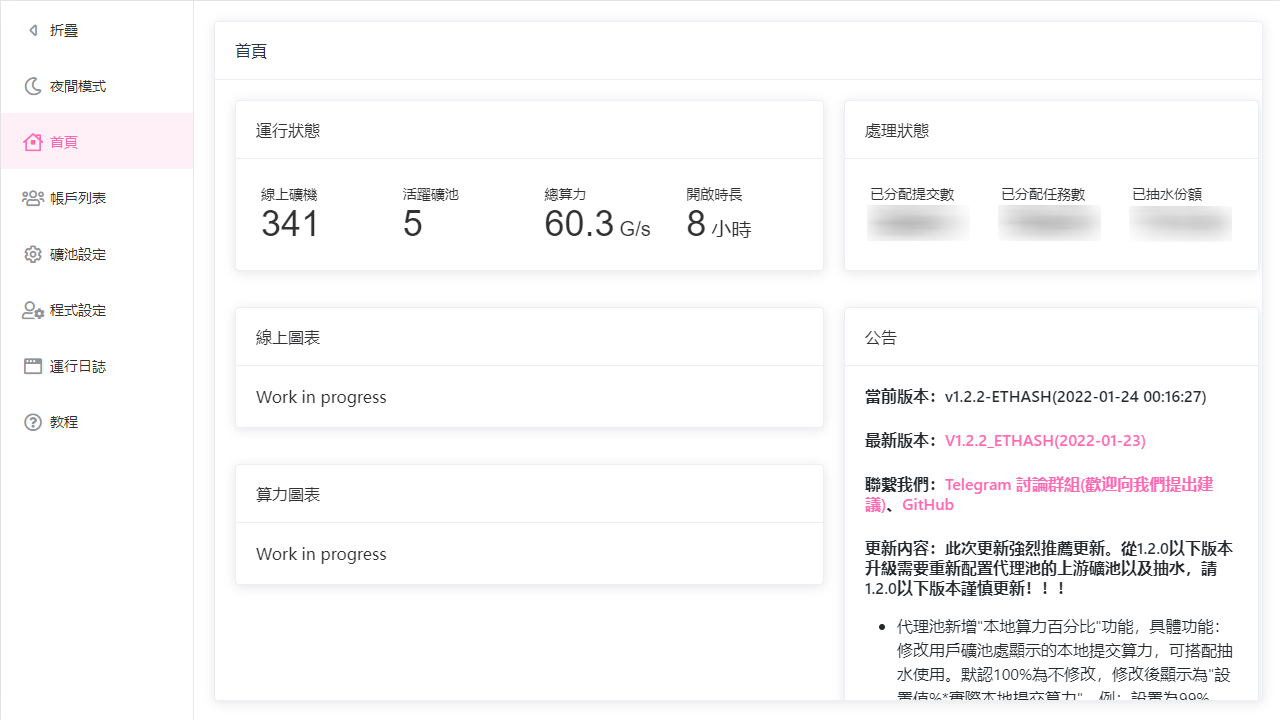 折疊
夜間模式
首頁
帳戶列表
礦池設定
程式設定
運行日誌
教程
首頁
運行狀態
線上礦機
341
活躍礦池
5
總算力
60.3 G/s
開啟時長
8 小時
處理狀態
已分配提交數
已分配任務數
已抽水份額
線上圖表
Work in progress
算力圖表
Work in progress
公告
當前版本：v1.2.2-ETHASH(2022-01-24 00:16:27)
最新版本：V1.2.2_ETHASH(2022-01-23)
聯繫我們：Telegram 討論群組(歡迎向我們提出建
議)、GitHub
更新內容：此次更新強烈推薦更新。從1.2.0以下版本
升級需要重新配置代理池的上游礦池以及抽水，請
1.2.0以下版本謹慎更新！！！
代理池新增"本地算力百分比"功能，具體功能：
修改用戶礦池處顯示的本地提交算力，可搭配抽
水使用。默認100%為不修改，修改後顯示為"設
置值%*實際本地提交算力"，例：設置為99%